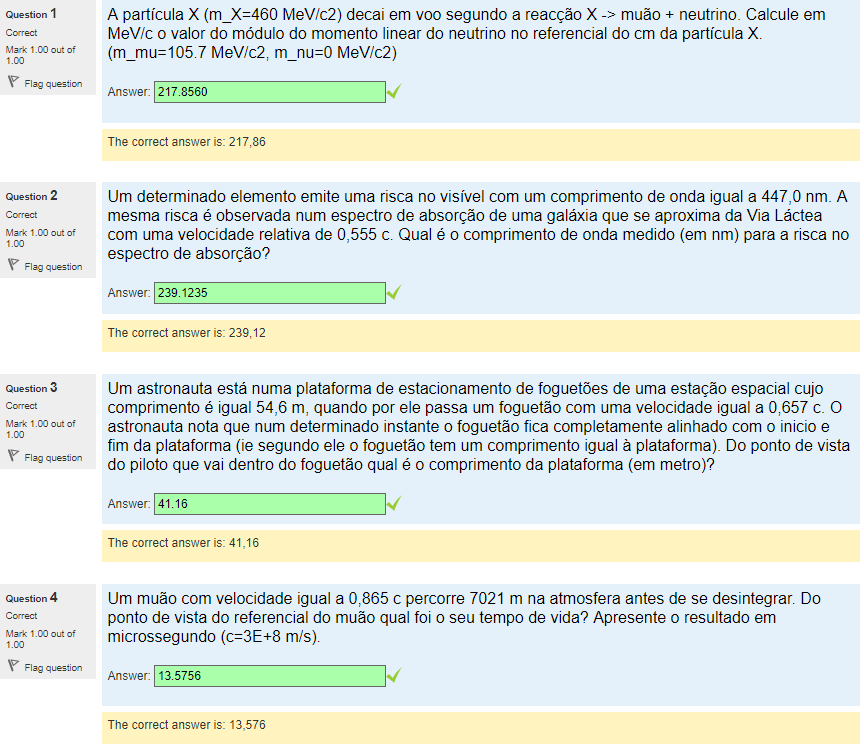 Question 1
Correct
Mark 1.00 out of
1.00
Flag question
A partícula X (m_X=460 MeV/c2) decai em voo segundo a reacção X -> muão + neutrino. Calcule em
MeV/c o valor do módulo do momento linear do neutrino no referencial do cm da partícula X.
(m_mu=105.7 MeV/c2, m_nu=0 MeV/c2)
Answer: 217.8560
The correct answer is: 217,86
Question 2
Correct
Mark 1.00 out of
1.00
Flag question
Um determinado elemento emite uma risca no visível com um comprimento de onda igual a 447,0 nm. A
mesma risca é observada num espectro de absorção de uma galáxia que se aproxima da Via Láctea
com uma velocidade relativa de 0,555 c. Qual é o comprimento de onda medido (em nm) para a risca no
espectro de absorção?
Answer: 239.1235
The correct answer is: 239,12
Question 3
Correct
Mark 1.00 out of
1.00
Flag question
Um astronauta está numa plataforma de estacionamento de foguetões de uma estação espacial cujo
comprimento é igual 54,6 m, quando por ele passa um foguetão com uma velocidade igual a 0,657 c. O
astronauta nota que num determinado instante o foguetão fica completamente alinhado com o inicio e
fim da plataforma (ie segundo ele o foguetão tem um comprimento igual à plataforma). Do ponto de vista
do piloto que vai dentro do foguetão qual é o comprimento da plataforma (em metro)?
Answer: 41.16
The correct answer is: 41,16
Question 4
Correct
Mark 1.00 out of
1.00
Flag question
Um muão com velocidade igual a 0,865 c percorre 7021 m na atmosfera antes de se desintegrar. Do
ponto de vista do referencial do muão qual foi o seu tempo de vida? Apresente o resultado em
microssegundo (c=3E+8 m/s).
Answer: 13.5756
The correct answer is: 13,576